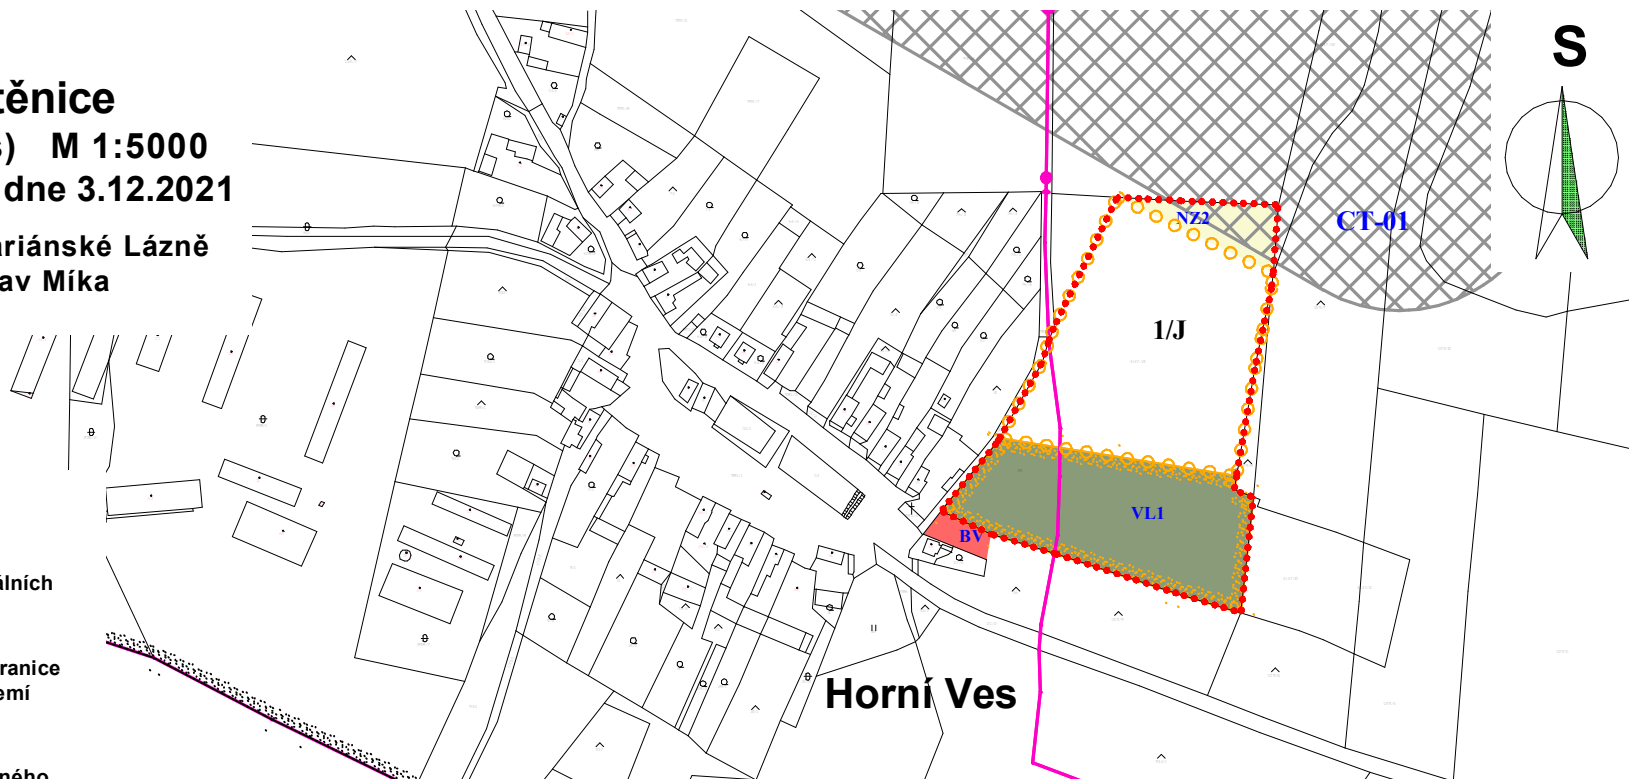 těnice
s) M 1:5000
dne 3.12.2021
ariánské Lázně
av Míka
S
NZ2
CT-01
1/J
VL1
BV
álních
ranice
emí
Horní Ves
ného